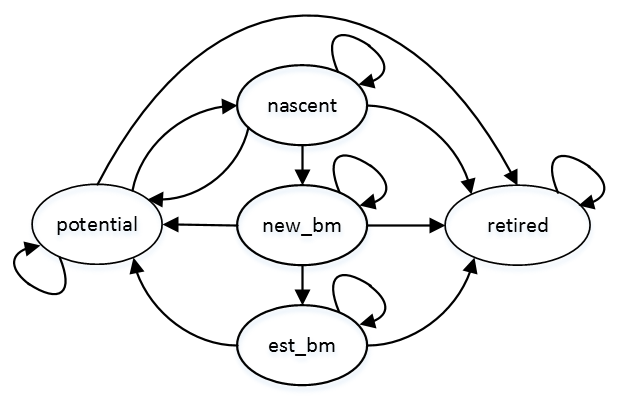 nascent
potential
new_bm
retired
est_bm